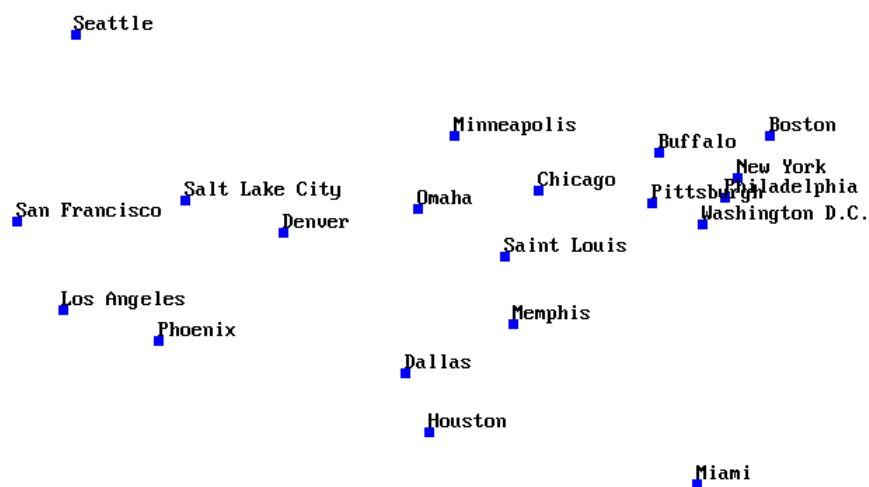 Seattle
Minneapolis
Boston
Buffalo
New York
Chicago
Philadelphia
Salt Lake City
Omaha
Pittsburgh
San Francisco
Denver
Washington D.C.
Saint Louis
Los Angeles
Memphis
Phoenix
Dallas
Houston
Miami